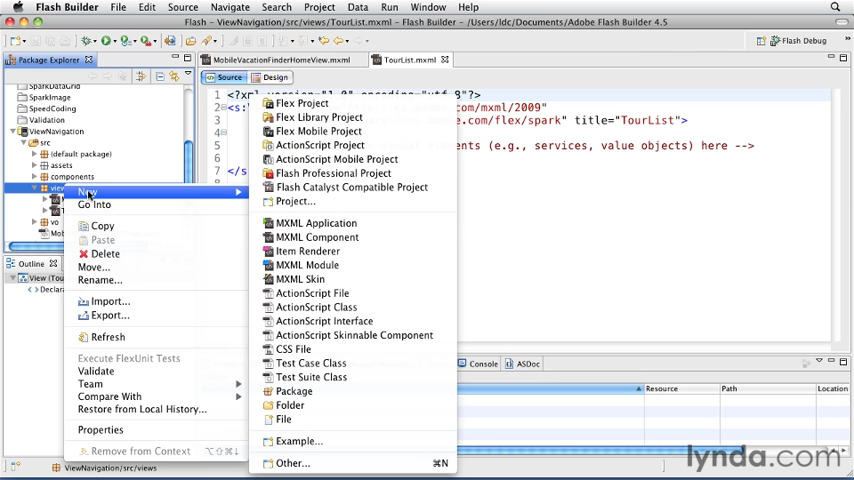 Flash Builder File Edit Source Navigate Search Project Data Run Window Help
Flash - ViewNavigation/src/views/TourList.mxml - Flash Builder - /Users/ldc/Documents/Adobe Flash Builder 4.5
Flash Debug
Package Explorer
MobileVacationFinderHomeView.mxml
TourList.mxml
Source
Design
SparkDataGrid
SparkImage
SpeedCoding
Validation
ViewNavigation
src
(default package)
assets
components
view
vo
Mob
Outline
View (Tou
Declara
1 <?xml version="1.0" encoding="utf-8"?>
2 <s:
.com/mxml/2009"
3
e.com/flex/spark" title="TourList">
4
5
ements (e.g., services, value objects) here -->
6
7 </s:
New
Go Into
Copy
Paste
Delete
Move...
Rename...
Import...
Export...
Refresh
Execute FlexUnit Tests
Validate
Team
Compare With
Restore from Local History...
Properties
Remove from Context ⌥⇧⌘↓
Flex Project
Flex Library Project
Flex Mobile Project
ActionScript Project
ActionScript Mobile Project
Flash Professional Project
Flash Catalyst Compatible Project
Project...
MXML Application
MXML Component
Item Renderer
MXML Module
MXML Skin
ActionScript File
ActionScript Class
ActionScript Interface
ActionScript Skinnable Component
CSS File
Test Case Class
Test Suite Class
Package
Folder
File
Example...
Other... ⌘N
Console
ASDoc
Resource
Path
Location
ViewNavigation/src/views
lynda.com